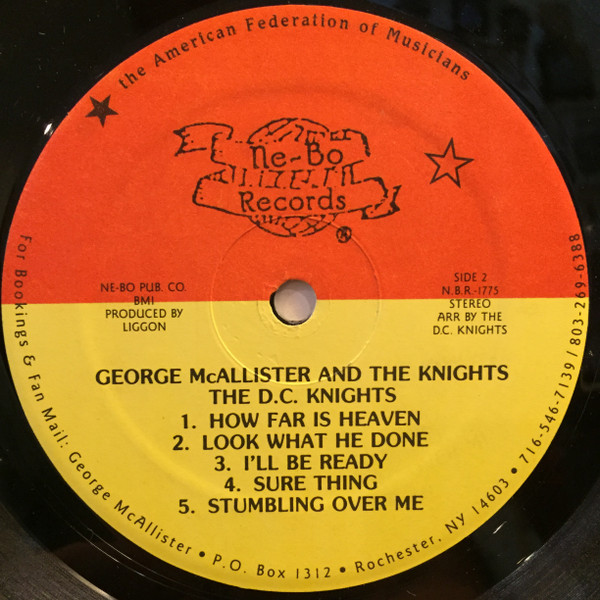 the American Federation of Musicians
Ne-Bo
Records
®
NE-BO PUB. CO.
BMI
PRODUCED BY
LIGGON
SIDE 2
N.B.R.-1775
STEREO
ARR BY THE
D.C. KNIGHTS
GEORGE McALLISTER AND THE KNIGHTS
THE D.C. KNIGHTS
1. HOW FAR IS HEAVEN
2. LOOK WHAT HE DONE
3. I'LL BE READY
4. SURE THING
5. STUMBLING OVER ME
For Bookings & Fan Mail: George McAllister • P.O. Box 1312 • Rochester, NY 14603 • 716-546-7139 / 803-269-6388